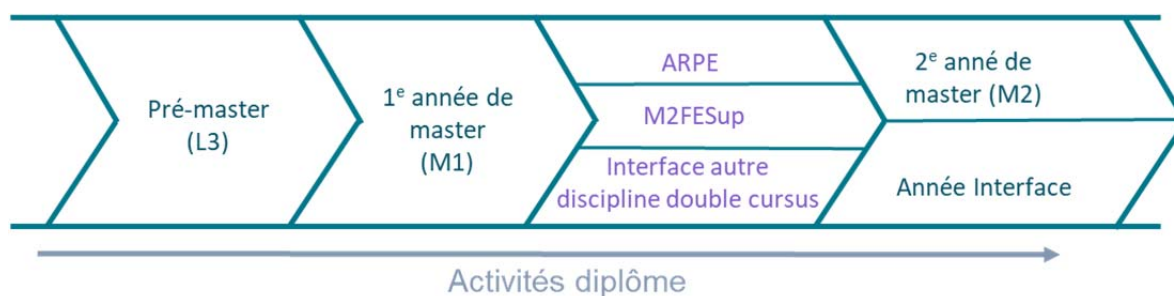 Pré-master
(L3)
1e année de
master
(M1)
ARPE
M2FESup
Interface autre
discipline double cursus
2e anné de
master (M2)
Année Interface
Activités diplôme